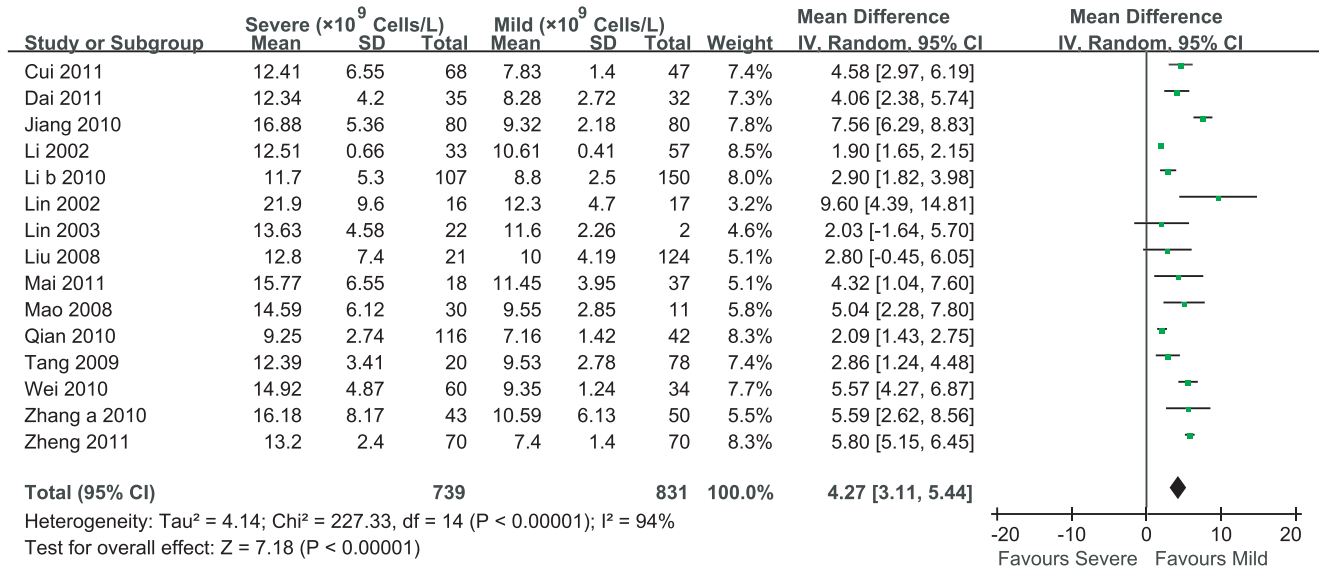 Severe (×10⁹ Cells/L) Mild (×10⁹ Cells/L) Mean Difference Mean Difference
Study or Subgroup Mean SD Total Mean SD Total Weight IV, Random, 95% CI IV, Random, 95% CI
Cui 2011 12.41 6.55 68 7.83 1.4 47 7.4% 4.58 [2.97, 6.19]
Dai 2011 12.34 4.2 35 8.28 2.72 32 7.3% 4.06 [2.38, 5.74]
Jiang 2010 16.88 5.36 80 9.32 2.18 80 7.8% 7.56 [6.29, 8.83]
Li 2002 12.51 0.66 33 10.61 0.41 57 8.5% 1.90 [1.65, 2.15]
Li b 2010 11.7 5.3 107 8.8 2.5 150 8.0% 2.90 [1.82, 3.98]
Lin 2002 21.9 9.6 16 12.3 4.7 17 3.2% 9.60 [4.39, 14.81]
Lin 2003 13.63 4.58 22 11.6 2.26 2 4.6% 2.03 [-1.64, 5.70]
Liu 2008 12.8 7.4 21 10 4.19 124 5.1% 2.80 [-0.45, 6.05]
Mai 2011 15.77 6.55 18 11.45 3.95 37 5.1% 4.32 [1.04, 7.60]
Mao 2008 14.59 6.12 30 9.55 2.85 11 5.8% 5.04 [2.28, 7.80]
Qian 2010 9.25 2.74 116 7.16 1.42 42 8.3% 2.09 [1.43, 2.75]
Tang 2009 12.39 3.41 20 9.53 2.78 78 7.4% 2.86 [1.24, 4.48]
Wei 2010 14.92 4.87 60 9.35 1.24 34 7.7% 5.57 [4.27, 6.87]
Zhang a 2010 16.18 8.17 43 10.59 6.13 50 5.5% 5.59 [2.62, 8.56]
Zheng 2011 13.2 2.4 70 7.4 1.4 70 8.3% 5.80 [5.15, 6.45]
Total (95% CI) 739 831 100.0% 4.27 [3.11, 5.44]
Heterogeneity: Tau² = 4.14; Chi² = 227.33, df = 14 (P < 0.00001); I² = 94%
Test for overall effect: Z = 7.18 (P < 0.00001)
-20 -10 0 10 20
Favours Severe Favours Mild